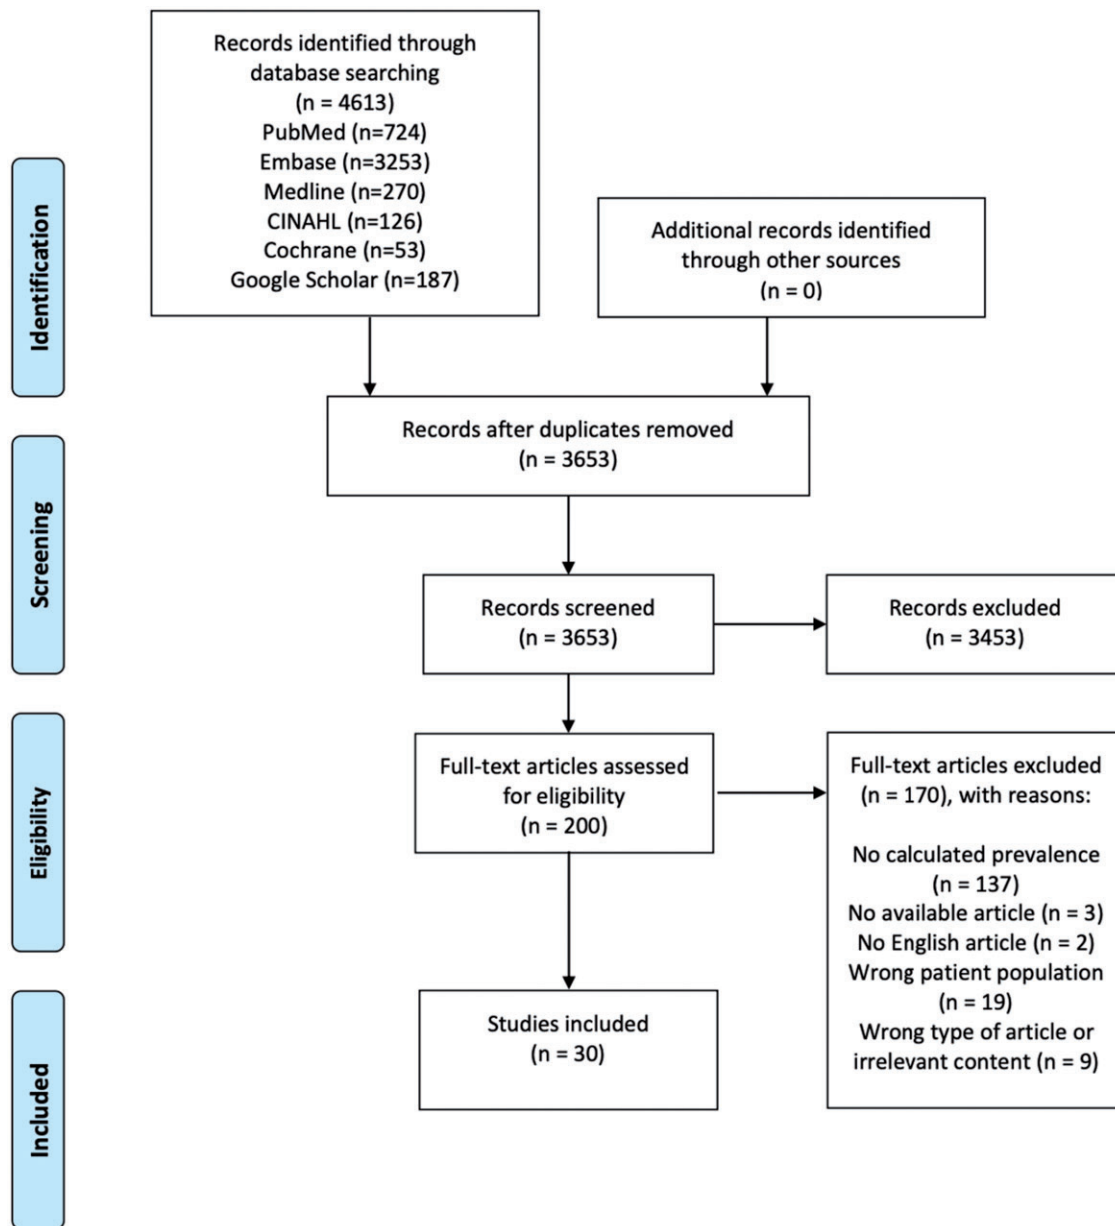 Records identified through
database searching
(n = 4613)
PubMed (n=724)
Embase (n=3253)
Medline (n=270)
CINAHL (n=126)
Cochrane (n=53)
Google Scholar (n=187)
Additional records identified
through other sources
(n = 0)
Identification
Records after duplicates removed
(n = 3653)
Screening
Records screened
(n = 3653)
Records excluded
(n = 3453)
Eligibility
Full-text articles assessed
for eligibility
(n = 200)
Full-text articles excluded
(n = 170), with reasons:
No calculated prevalence
(n = 137)
No available article (n = 3)
No English article (n = 2)
Wrong patient population
(n = 19)
Wrong type of article or
irrelevant content (n = 9)
Included
Studies included
(n = 30)